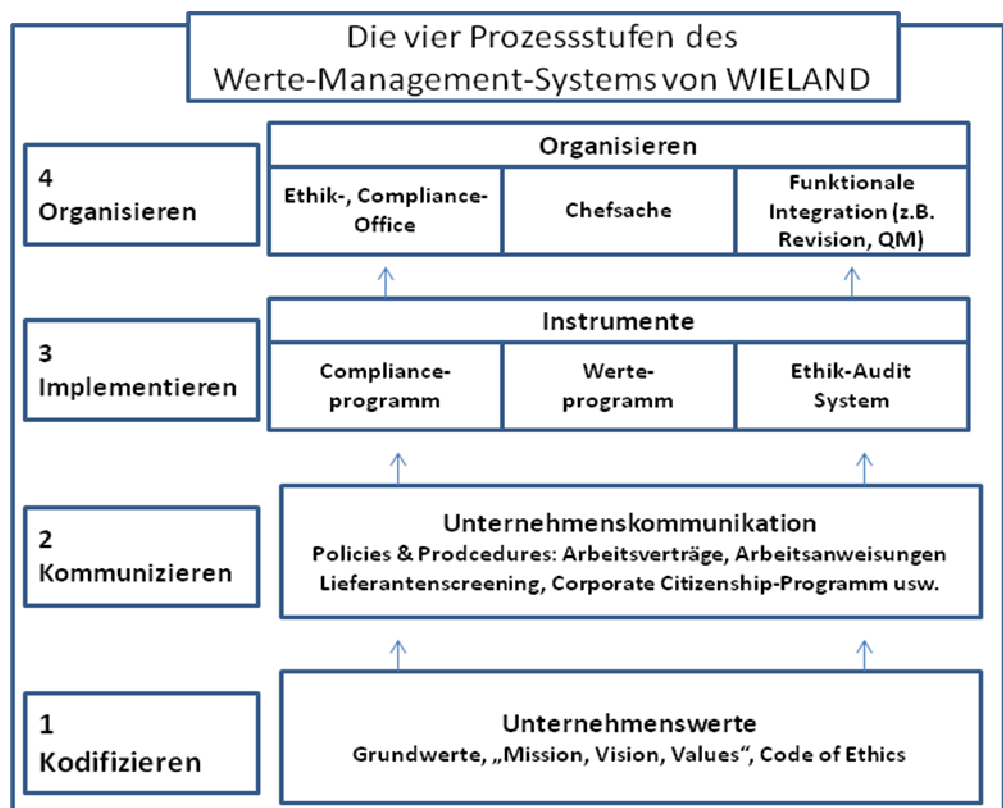 Die vier Prozessstufen des
Werte-Management-Systems von WIELAND
4
Organisieren
Organisieren
Ethik-, Compliance-
Office
Chefsache
Funktionale
Integration (z.B.
Revision, QM)
3
Implementieren
Instrumente
Compliance-
programm
Werte-
programm
Ethik-Audit
System
2
Kommunizieren
Unternehmenskommunikation
Policies & Prodcedures: Arbeitsverträge, Arbeitsanweisungen
Lieferantenscreening, Corporate Citizenship-Programm usw.
1
Kodifizieren
Unternehmenswerte
Grundwerte, „Mission, Vision, Values“, Code of Ethics